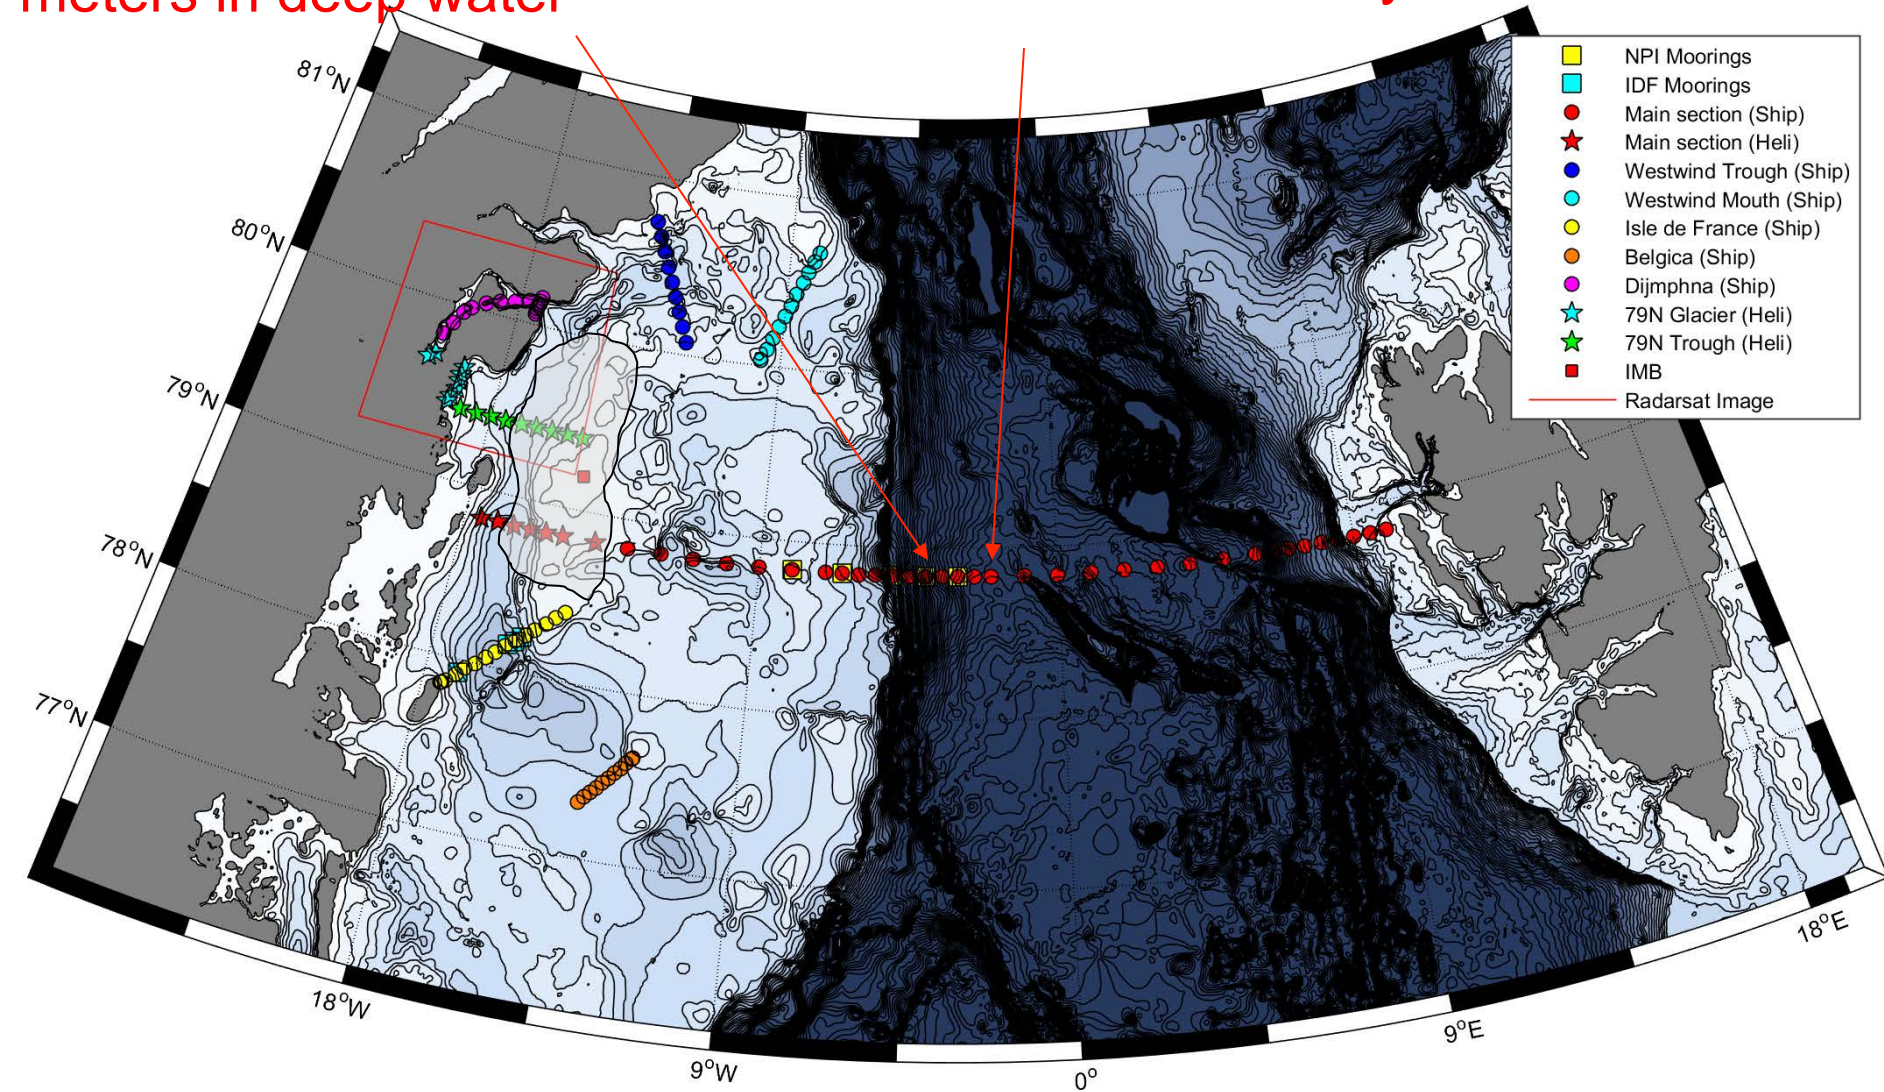 meters in deep water
81°N
80°N
79°N
78°N
77°N
18°W
9°W
0°
9°E
18°E
NPI Moorings
IDF Moorings
Main section (Ship)
Main section (Heli)
Westwind Trough (Ship)
Westwind Mouth (Ship)
Isle de France (Ship)
Belgica (Ship)
Dijmphna (Ship)
79N Glacier (Heli)
79N Trough (Heli)
IMB
Radarsat Image